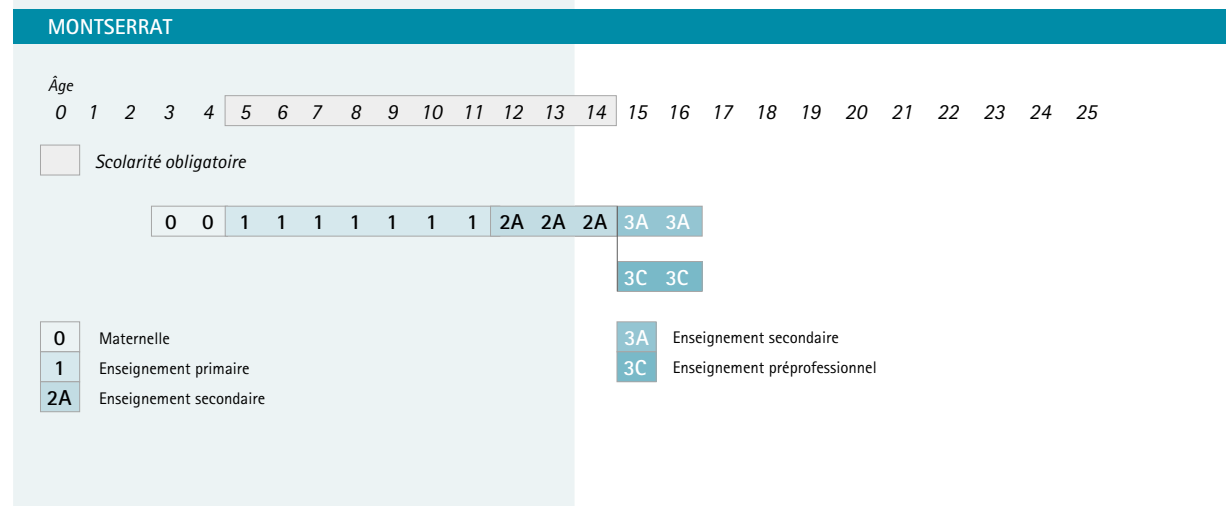 MONTSERRAT
Âge
0 1 2 3 4 5 6 7 8 9 10 11 12 13 14 15 16 17 18 19 20 21 22 23 24 25
Scolarité obligatoire
0 0 1 1 1 1 1 1 1 2A 2A 2A 3A 3A
3C 3C
0 Maternelle
1 Enseignement primaire
2A Enseignement secondaire
3A Enseignement secondaire
3C Enseignement préprofessionnel